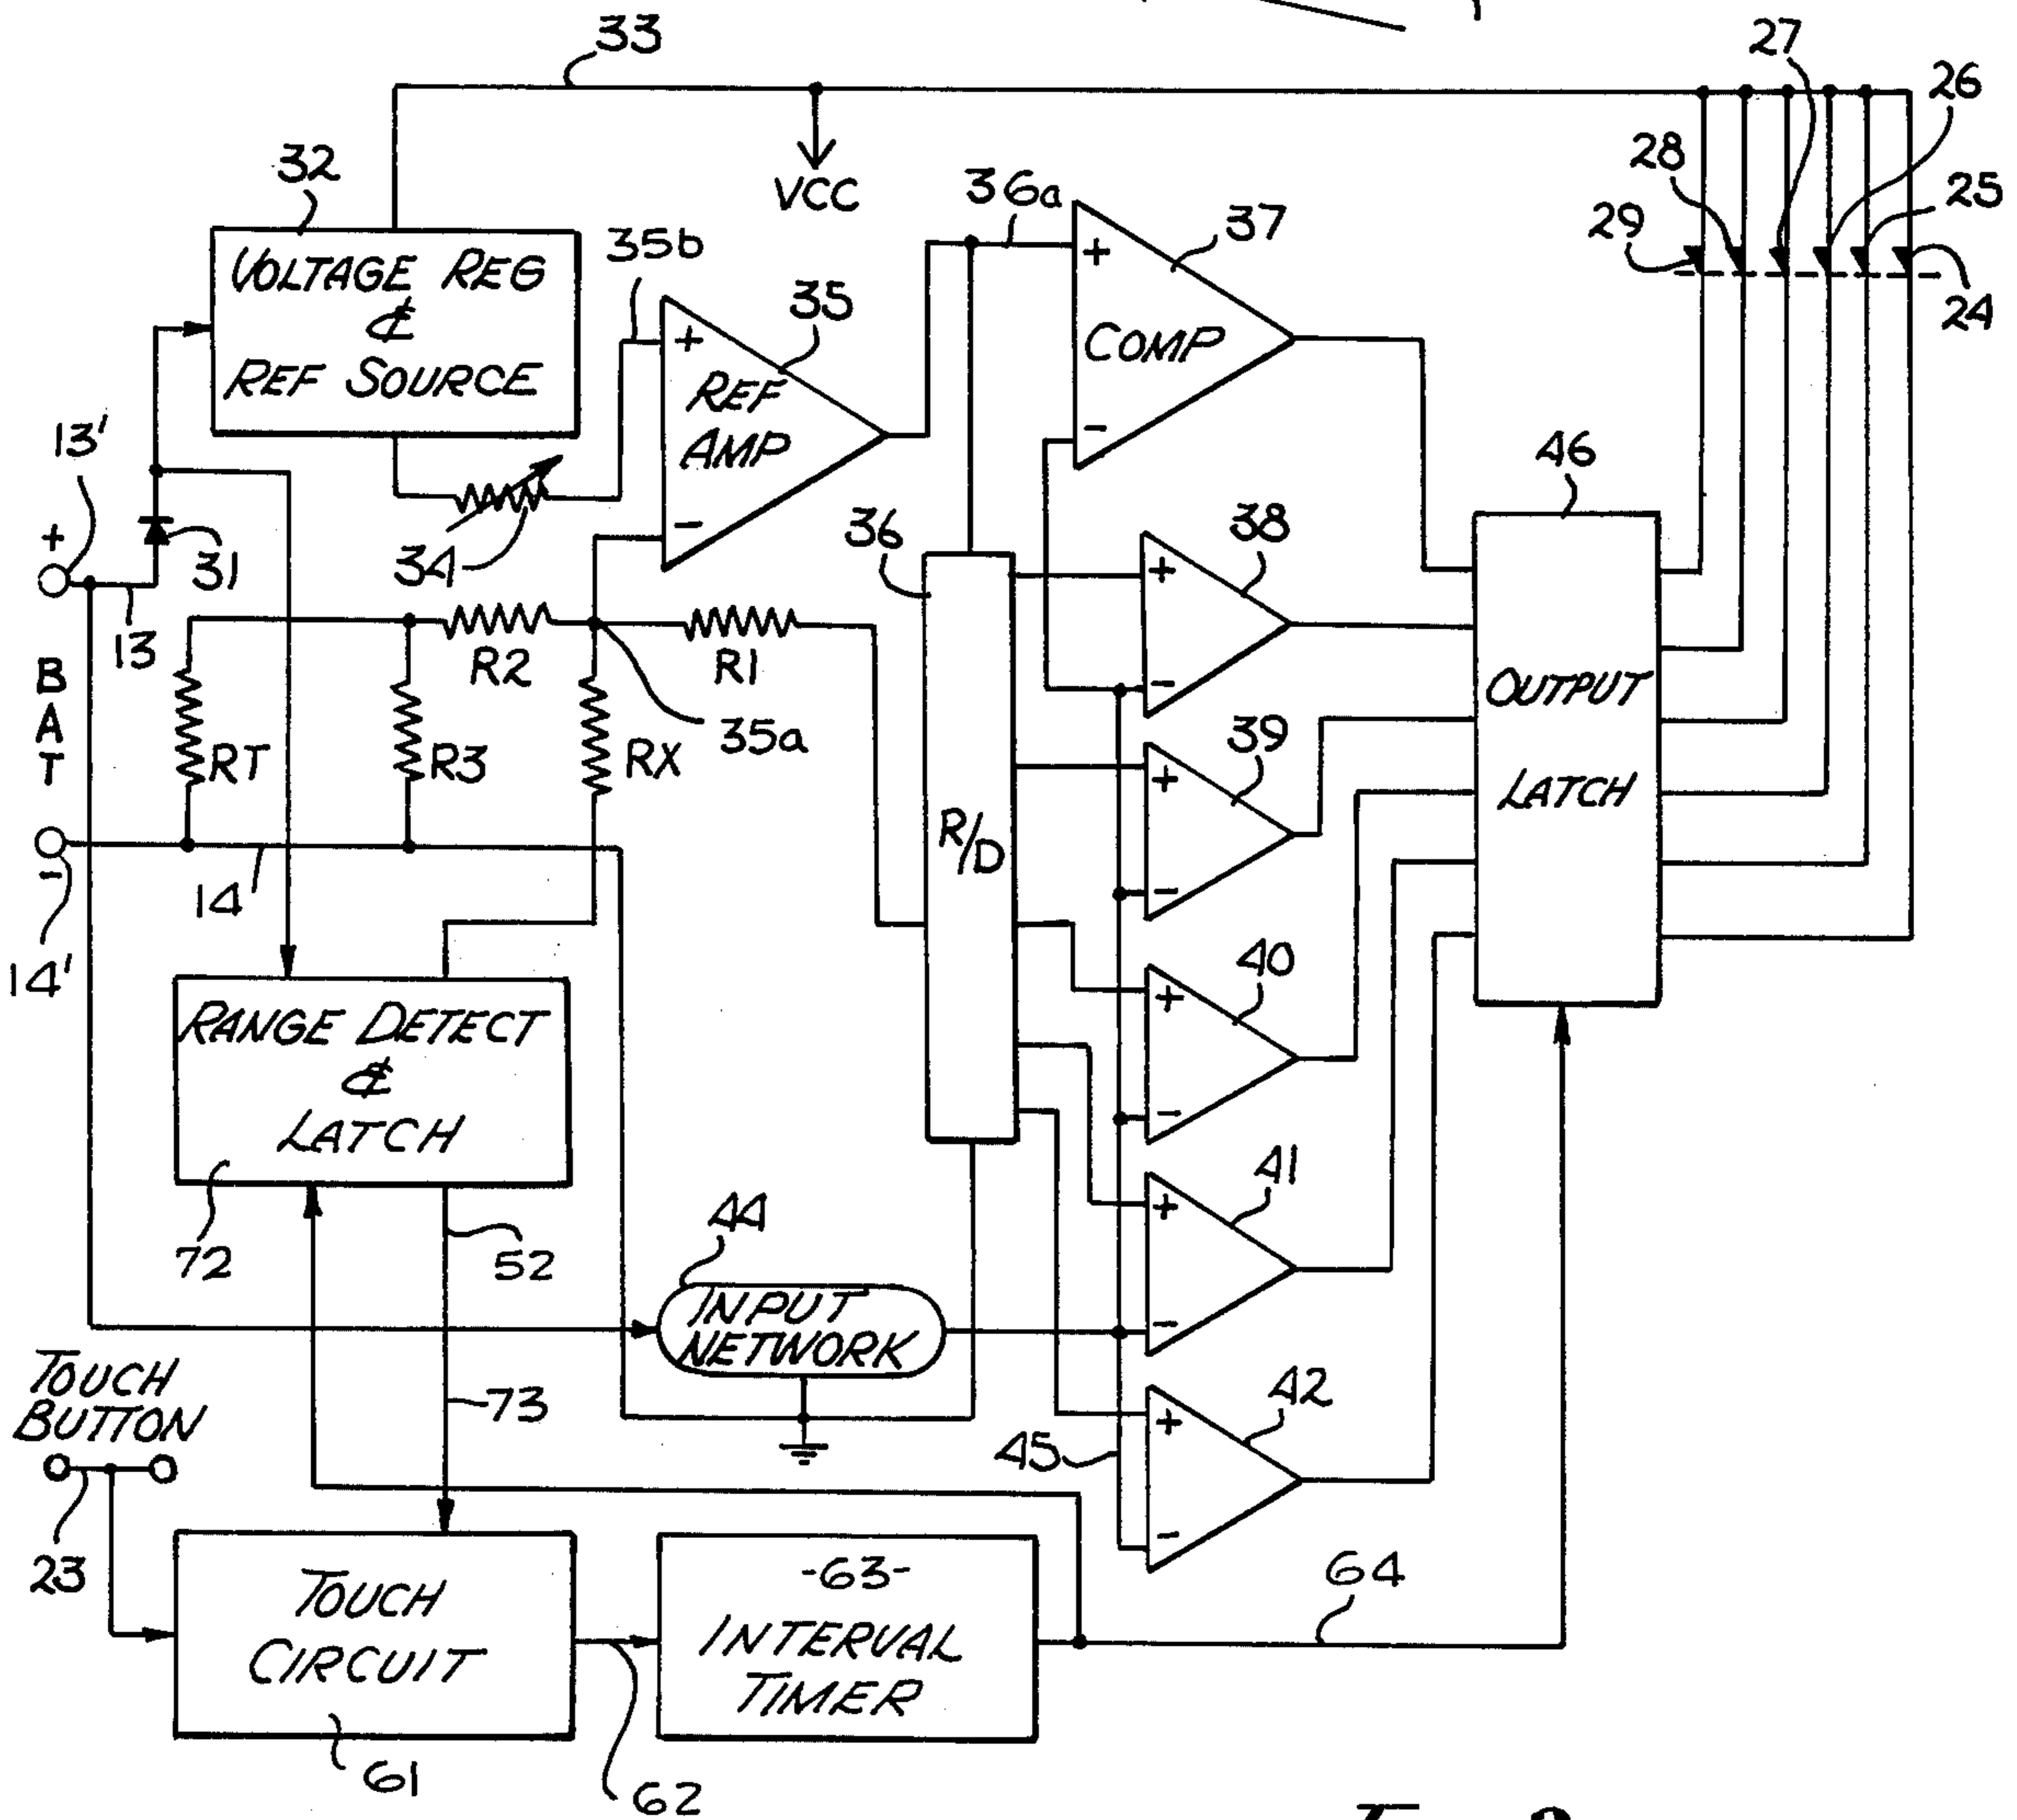 33
27
26
28
25
29
24
32
VCC
36a
37
35b
35
VOLTAGE REG
&
REF SOURCE
+
COMP
-
+
REF
AMP
-
13'
+
31
13
34
36
38
+
-
46
OUTPUT
LATCH
BAT
R2
R1
35a
RT
R3
RX
39
+
-
R/D
-
14
14'
40
+
-
RANGE DETECT
&
LATCH
72
52
41
+
-
44
INPUT
NETWORK
73
42
+
-
45
TOUCH
BUTTON
23
TOUCH
CIRCUIT
61
62
-63-
INTERVAL
TIMER
64